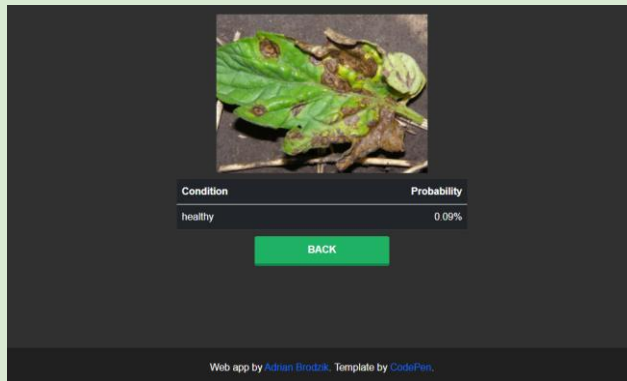 Condition Probability
healthy 0.09%
BACK
Web app by Adrian Brodzik. Template by CodePen.